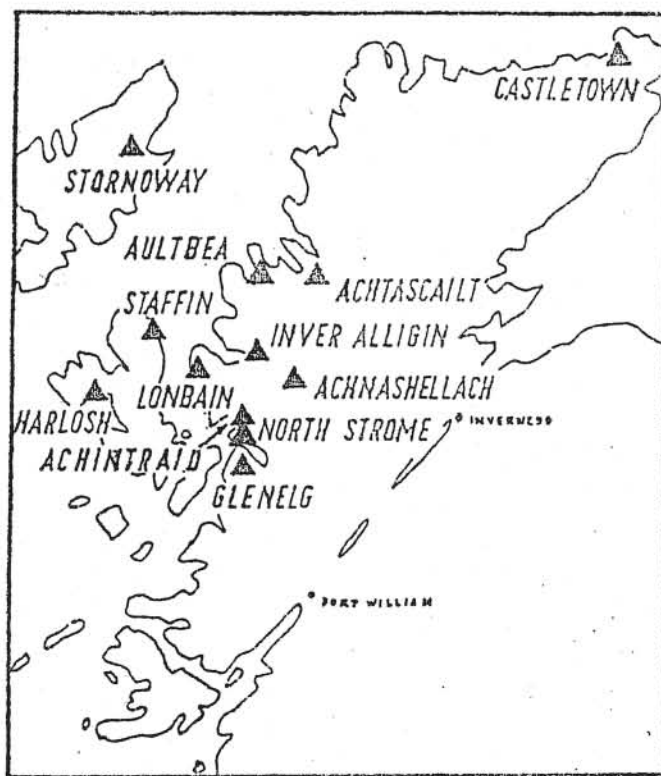 CASTLETOWN
STORNOWAY
AULTBEA
ACHTASCAILT
STAFFIN
INVER ALLIGIN
LONBAIN
ACHNASHELLACH
HARLOSH
NORTH STROME
INVERNESS
ACHINTRAID
GLENELG
FORT WILLIAM